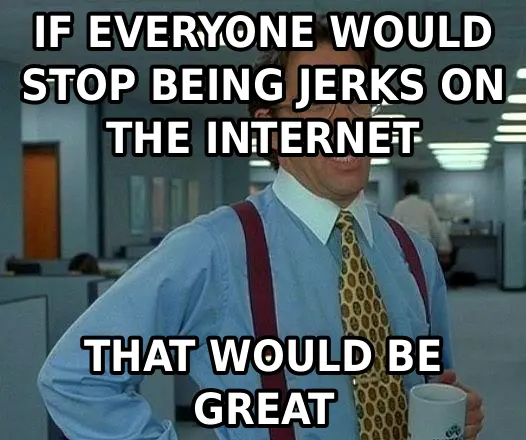 IF EVERYONE WOULD
STOP BEING JERKS ON
THE INTERNET
THAT WOULD BE
GREAT